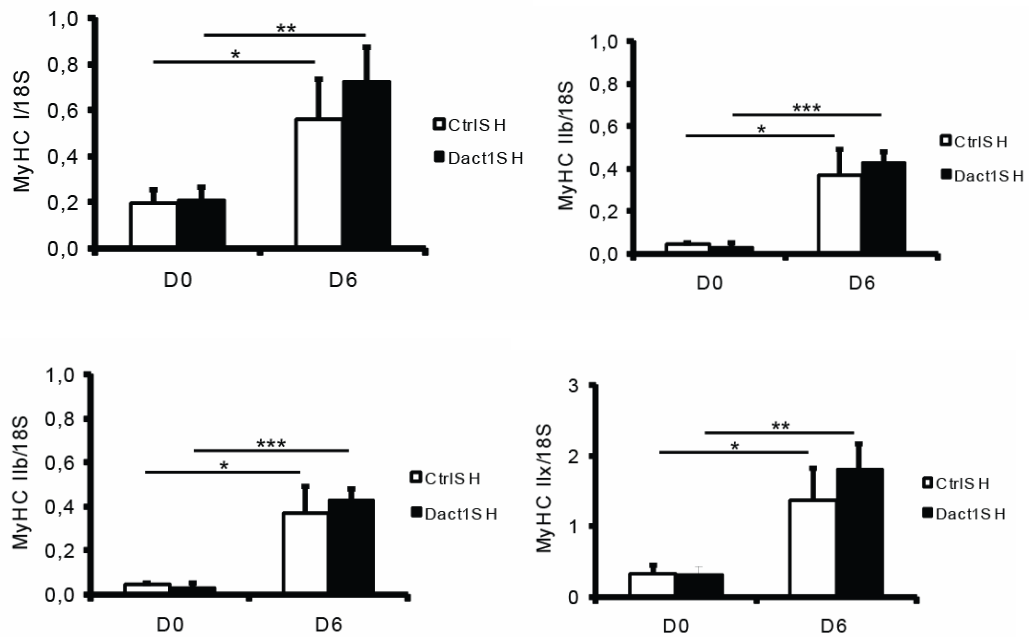 MyHC I/18S
1,0
0,8
0,6
0,4
0,2
0,0
*
**
D0
D6
CtrlSH
Dact1SH
MyHC IIb/18S
1,0
0,8
0,6
0,4
0,2
0,0
*
***
D0
D6
CtrlSH
Dact1SH
MyHC IIb/18S
1,0
0,8
0,6
0,4
0,2
0,0
*
***
D0
D6
CtrlSH
Dact1SH
MyHC IIx/18S
3
2
1
0
*
**
D0
D6
CtrlSH
Dact1SH